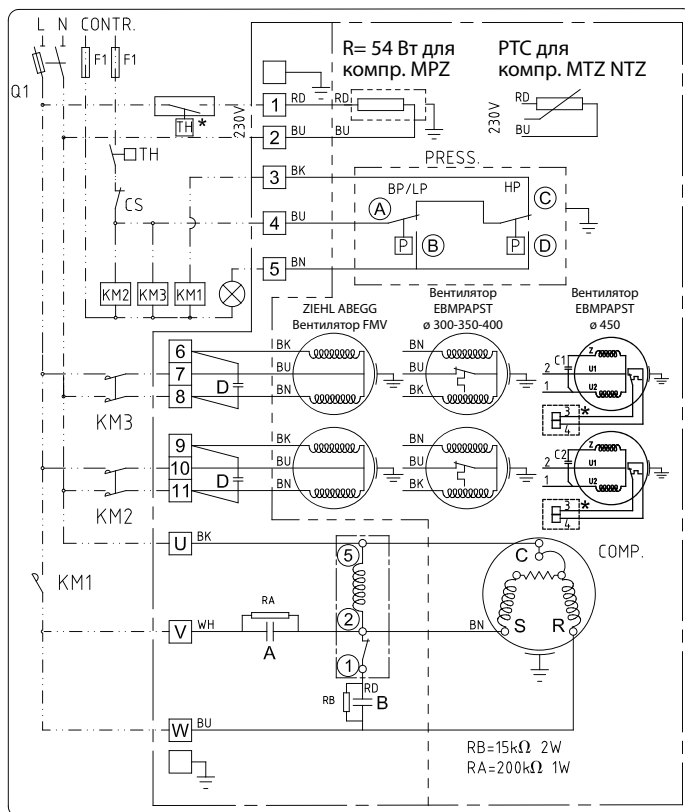 L N CONTR.
F1 F1
Q1
R= 54 Вт для
компр. MPZ
PTC для
компр. MTZ NTZ
TH *
230V
1 RD RD
2 BU BU
230V
RD
BU
TH
CS
PRESS.
3 BK
BP/LP HP
A C
4 BU
P B P D
5 BN
KM2 KM3 KM1
ZIEHL ABEGG
Вентилятор FMV
Вентилятор
EBMPAPST
ø 300-350-400
Вентилятор
EBMPAPST
ø 450
6 BK BN
7 BU BU
8 BN BK
D
KM3
C1 Z
2 U1
1 U2
3 *
4
9 BK BN
10 BU BU
11 BN BK
D
KM2
C2 Z
2 U1
1 U2
3 *
4
U BK
5
C COMP.
KM1
RA
2
V WH
A
BN S R
1
RB RD
B
W BU
RB=15kΩ 2W
RA=200kΩ 1W